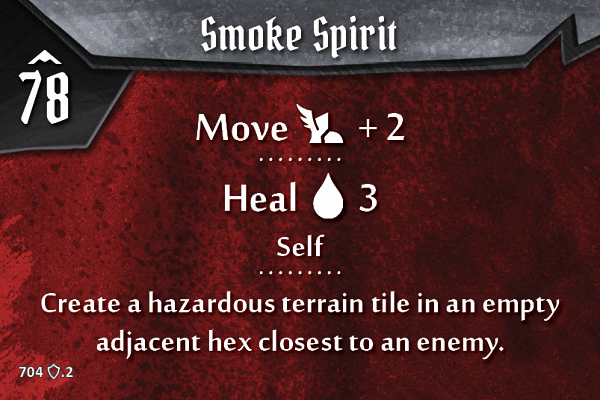 Smoke Spirit
78
Move + 2
Heal 3
Self
Create a hazardous terrain tile in an empty
adjacent hex closest to an enemy.
704 .2